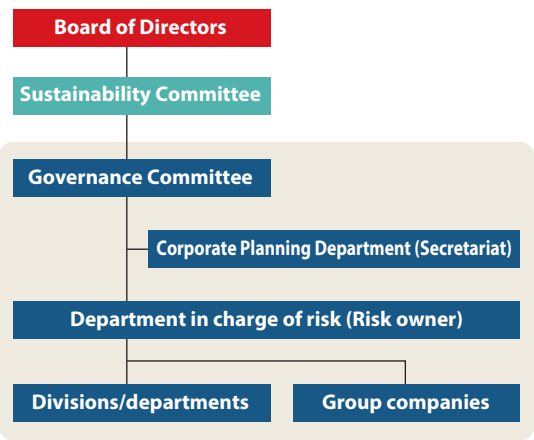 Board of Directors
Sustainability Committee
Governance Committee
Corporate Planning Department (Secretariat)
Department in charge of risk (Risk owner)
Divisions/departments
Group companies